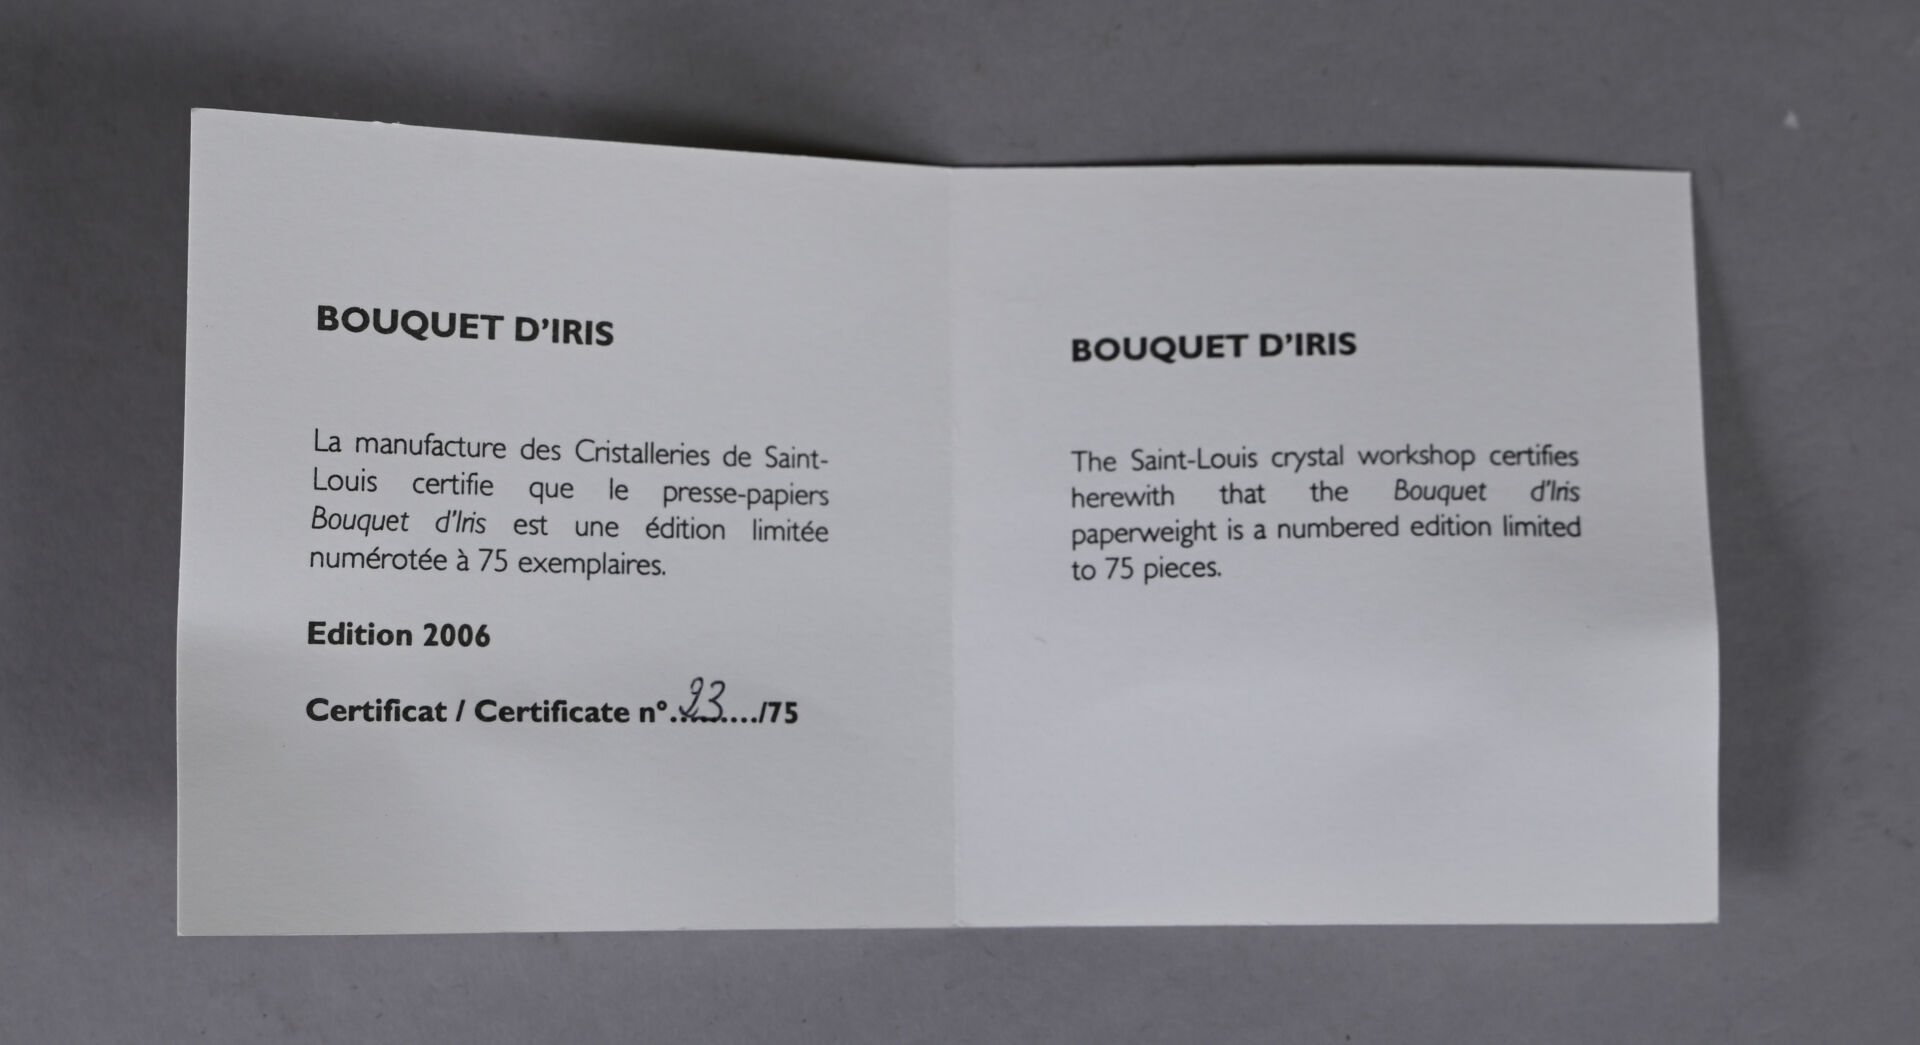 BOUQUET D'IRIS
La manufacture des Cristalleries de Saint-
Louis certifie que le presse-papiers
Bouquet d'Iris est une édition limitée
numérotée à 75 exemplaires.
Edition 2006
Certificat / Certificate n°.23..../75
BOUQUET D'IRIS
The Saint-Louis crystal workshop certifies
herewith that the Bouquet d'Iris
paperweight is a numbered edition limited
to 75 pieces.